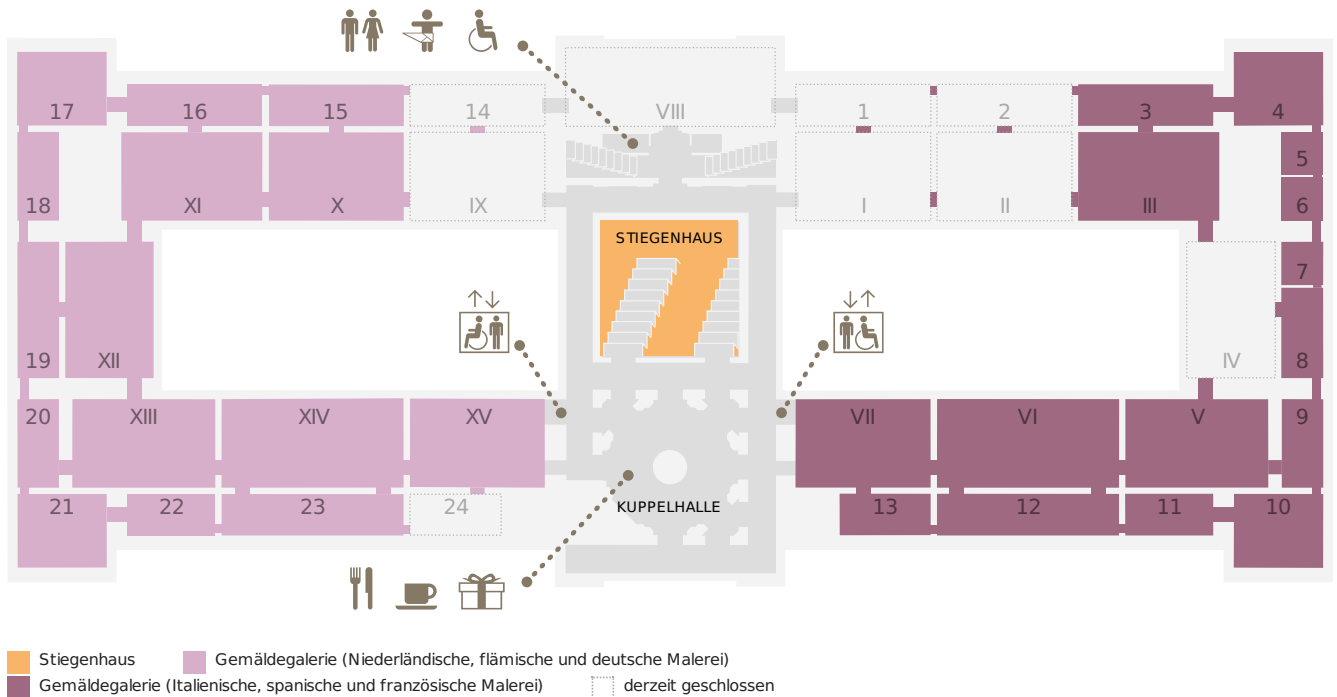 17 16 15 14 VIII 1 2 3 4
5
18 XI X IX I II III 6
STIEGENHAUS
7
19 XII IV 8
20 XIII XIV XV VII VI V 9
21 22 23 24 KUPPELHALLE 13 12 11 10
Stiegenhaus Gemäldegalerie (Niederländische, flämische und deutsche Malerei)
Gemäldegalerie (Italienische, spanische und französische Malerei) derzeit geschlossen